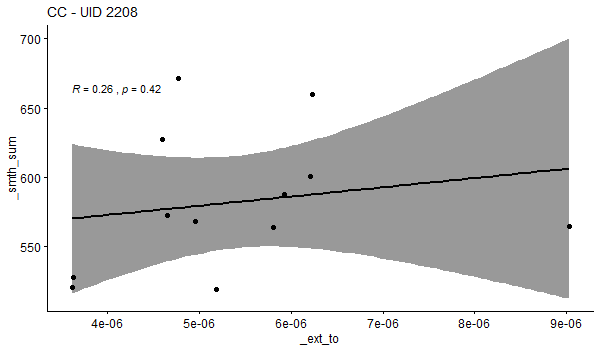 CC - UID 2208
R = 0.26 , p = 0.42
700
650
600
550
_smth_sum
4e-06 5e-06 6e-06 7e-06 8e-06 9e-06
_ext_to